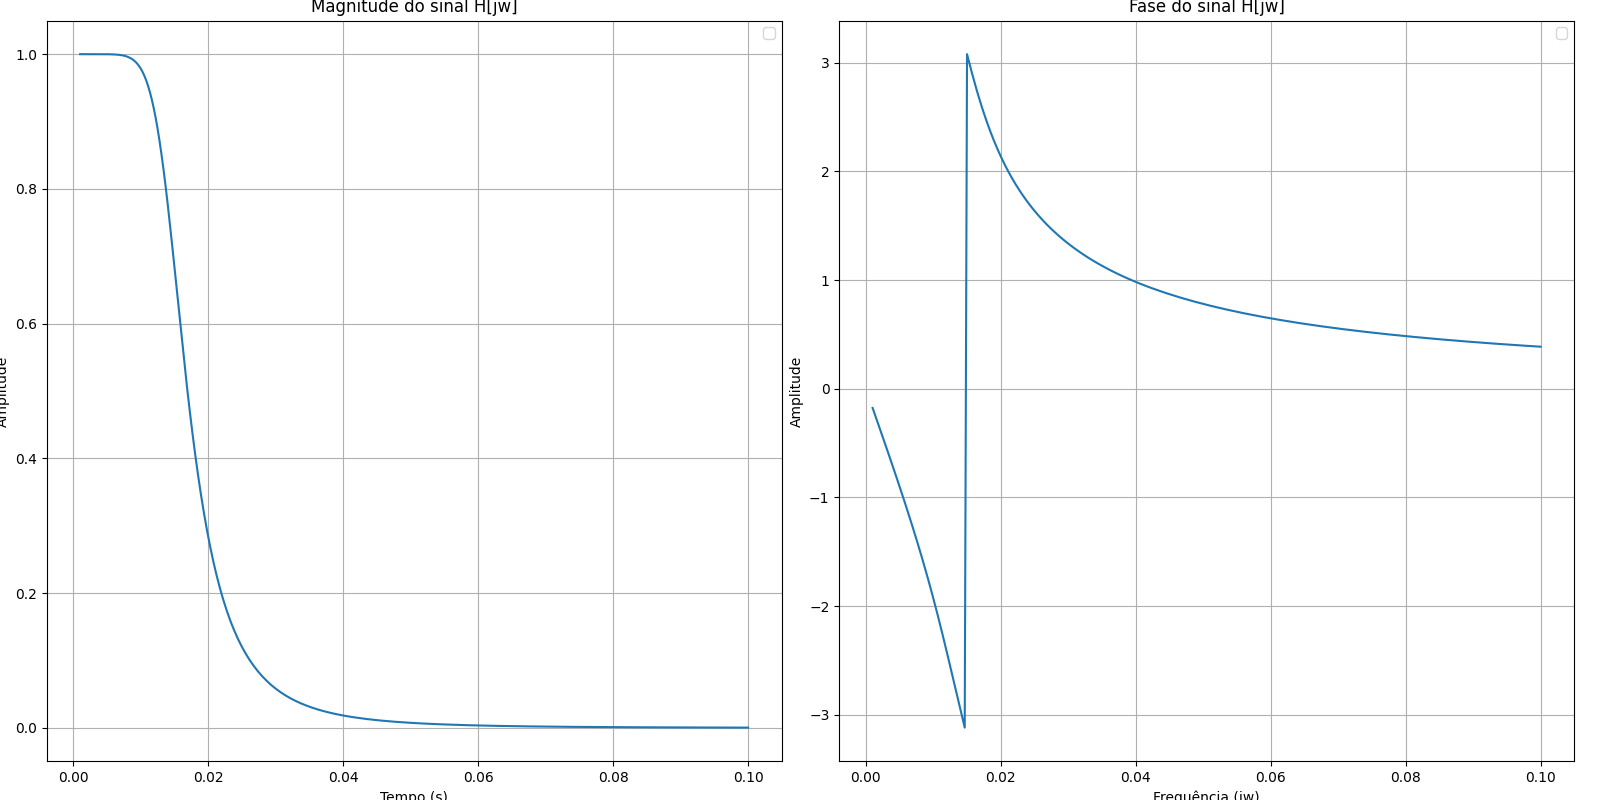 Magnitude do sinal H[jw]
1.0
0.8
0.6
0.4
0.2
0.0
Amplitude
0.00 0.02 0.04 0.06 0.08 0.10
Tempo (s)
Fase do sinal H[jw]
3
2
1
0
−1
−2
−3
Amplitude
0.00 0.02 0.04 0.06 0.08 0.10
Frequência (jw)